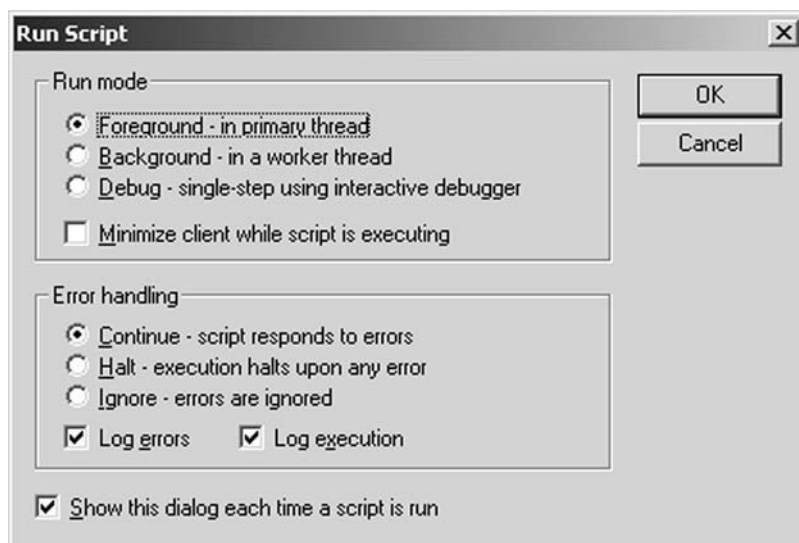 Run Script
Run mode
Foreground - in primary thread
Background - in a worker thread
Debug - single-step using interactive debugger
Minimize client while script is executing
OK
Cancel
Error handling
Continue - script responds to errors
Halt - execution halts upon any error
Ignore - errors are ignored
Log errors Log execution
Show this dialog each time a script is run